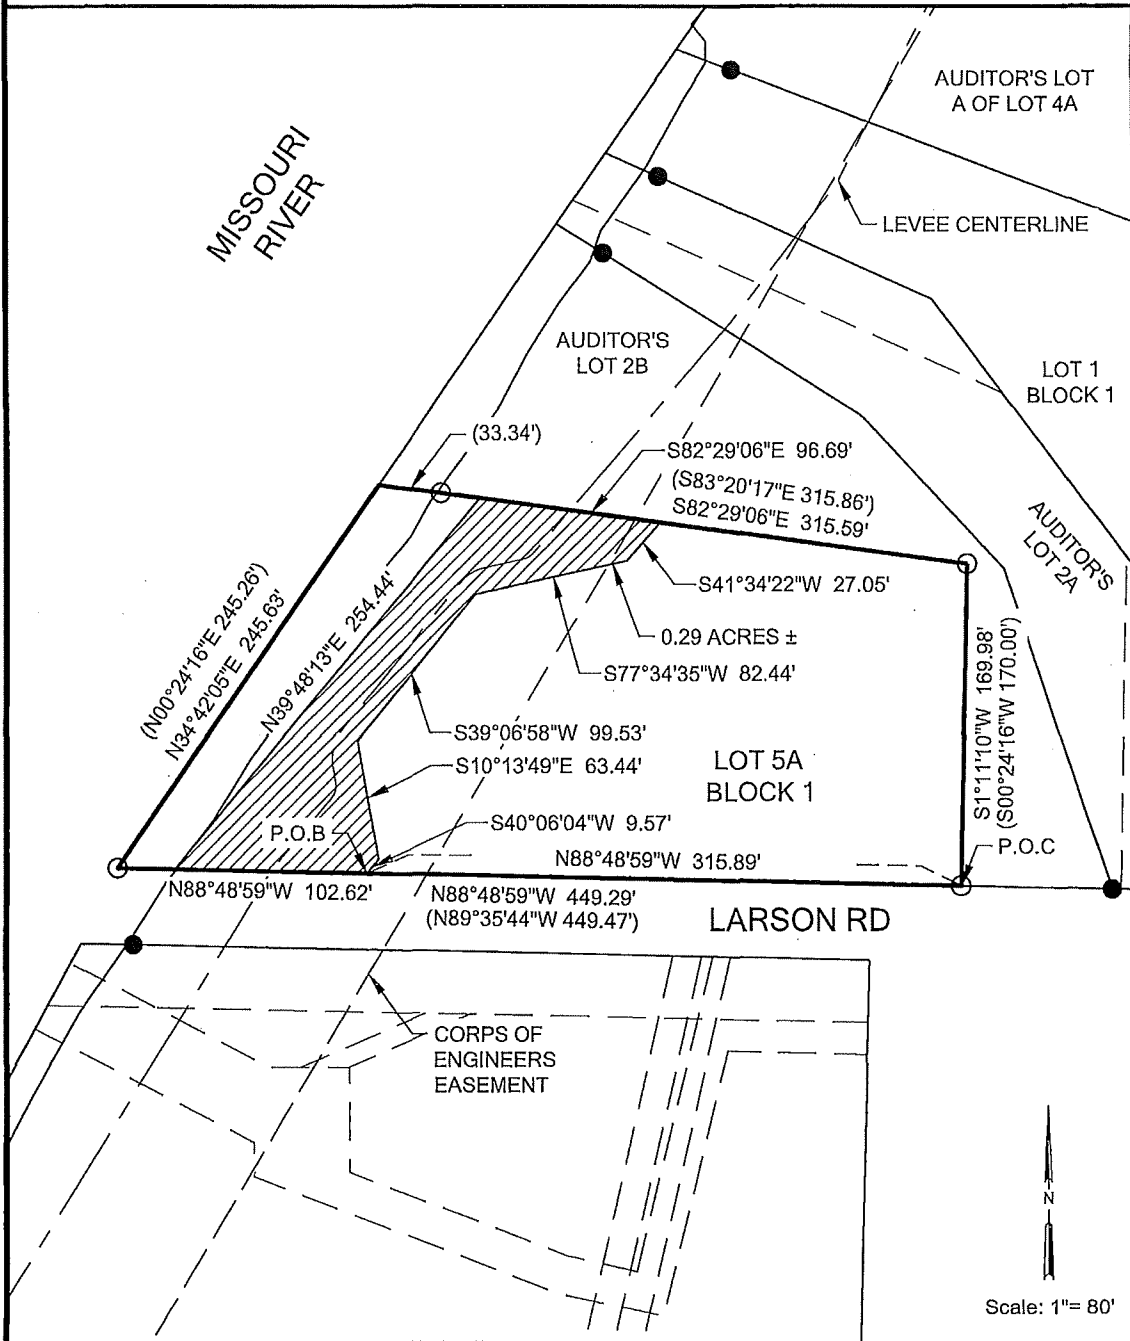 AUDITOR'S LOT
A OF LOT 4A
MISSOURI
RIVER
LEVEE CENTERLINE
AUDITOR'S
LOT 2B
LOT 1
BLOCK 1
(33.34')
S82°29'06"E 96.69'
(S83°20'17"E 315.86')
S82°29'06"E 315.59'
AUDITOR'S
LOT 2A
S41°34'22"W 27.05'
0.29 ACRES ±
S77°34'35"W 82.44'
(N00°24'16"E 245.26')
N34°42'05"E 245.63'
N39°48'13"E 254.44'
S39°06'58"W 99.53'
S10°13'49"E 63.44'
LOT 5A
BLOCK 1
S1°11'10"W 169.98'
(S00°24'16"W 170.00')
S40°06'04"W 9.57'
P.O.B
N88°48'59"W 315.89'
P.O.C
N88°48'59"W 102.62'
N88°48'59"W 449.29'
(N89°35'44"W 449.47')
LARSON RD
CORPS OF
ENGINEERS
EASEMENT
N
Scale: 1"= 80'